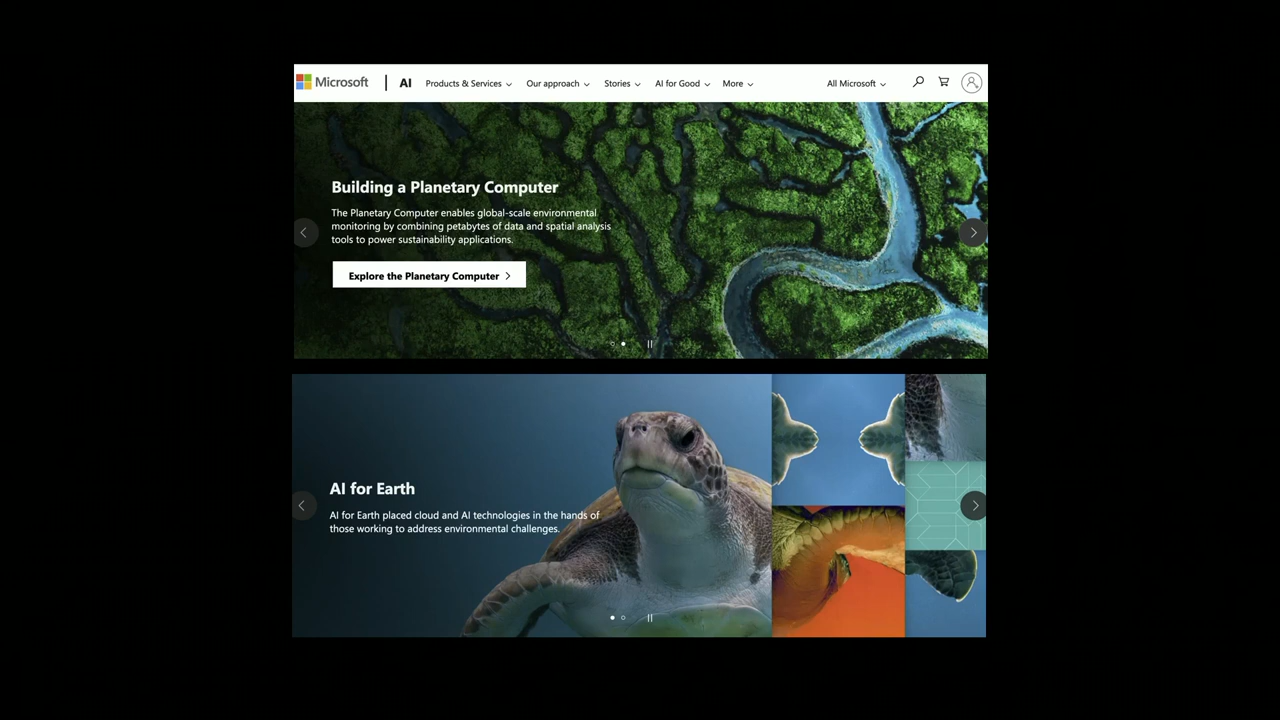 Microsoft AI Products & Services Our approach Stories AI for Good More All Microsoft
Building a Planetary Computer
The Planetary Computer enables global-scale environmental
monitoring by combining petabytes of data and spatial analysis
tools to power sustainability applications.
Explore the Planetary Computer
AI for Earth
AI for Earth placed cloud and AI technologies in the hands of
those working to address environmental challenges.